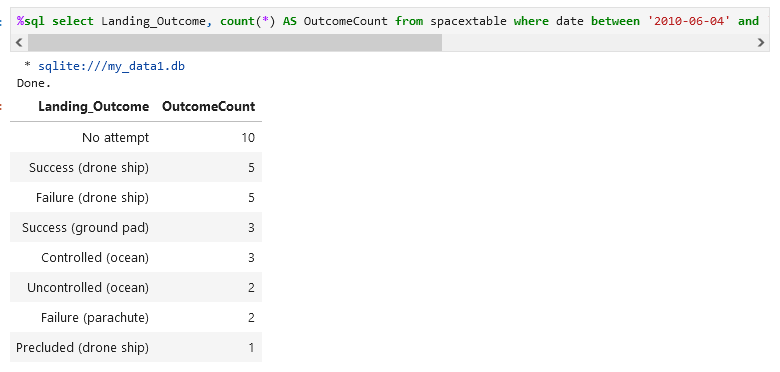 %sql select Landing_Outcome, count(*) AS OutcomeCount from spacextable where date between '2010-06-04' and
* sqlite:///my_data1.db
Done.
Landing_Outcome OutcomeCount
No attempt 10
Success (drone ship) 5
Failure (drone ship) 5
Success (ground pad) 3
Controlled (ocean) 3
Uncontrolled (ocean) 2
Failure (parachute) 2
Precluded (drone ship) 1